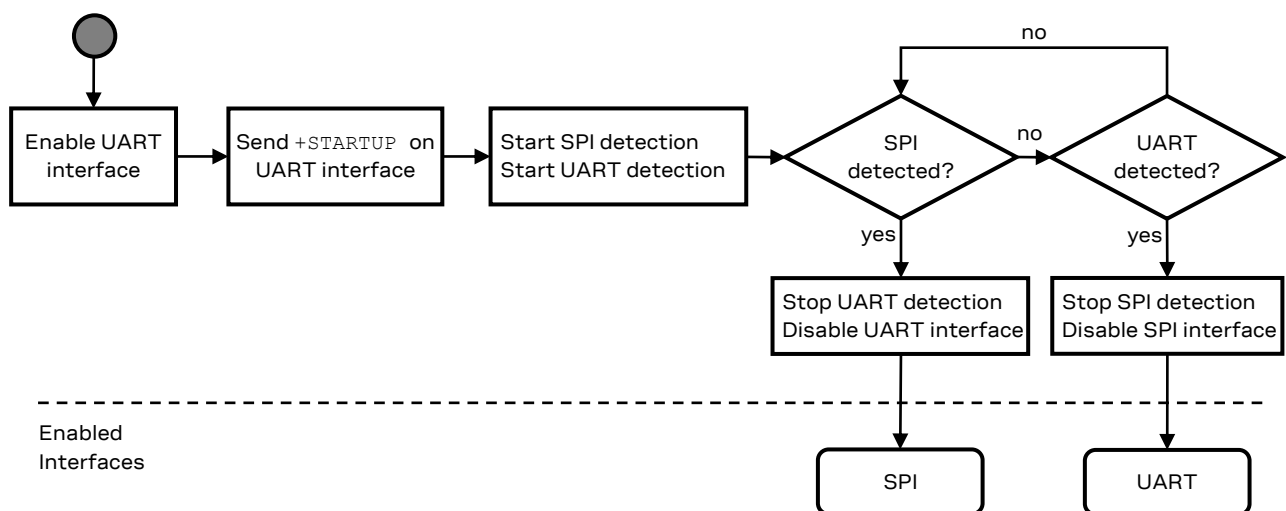 no
Enable UART
interface
Send +STARTUP on
UART interface
Start SPI detection
Start UART detection
SPI
detected?
no
UART
detected?
yes
yes
Stop UART detection
Disable UART interface
Stop SPI detection
Disable SPI interface
Enabled
Interfaces
SPI
UART